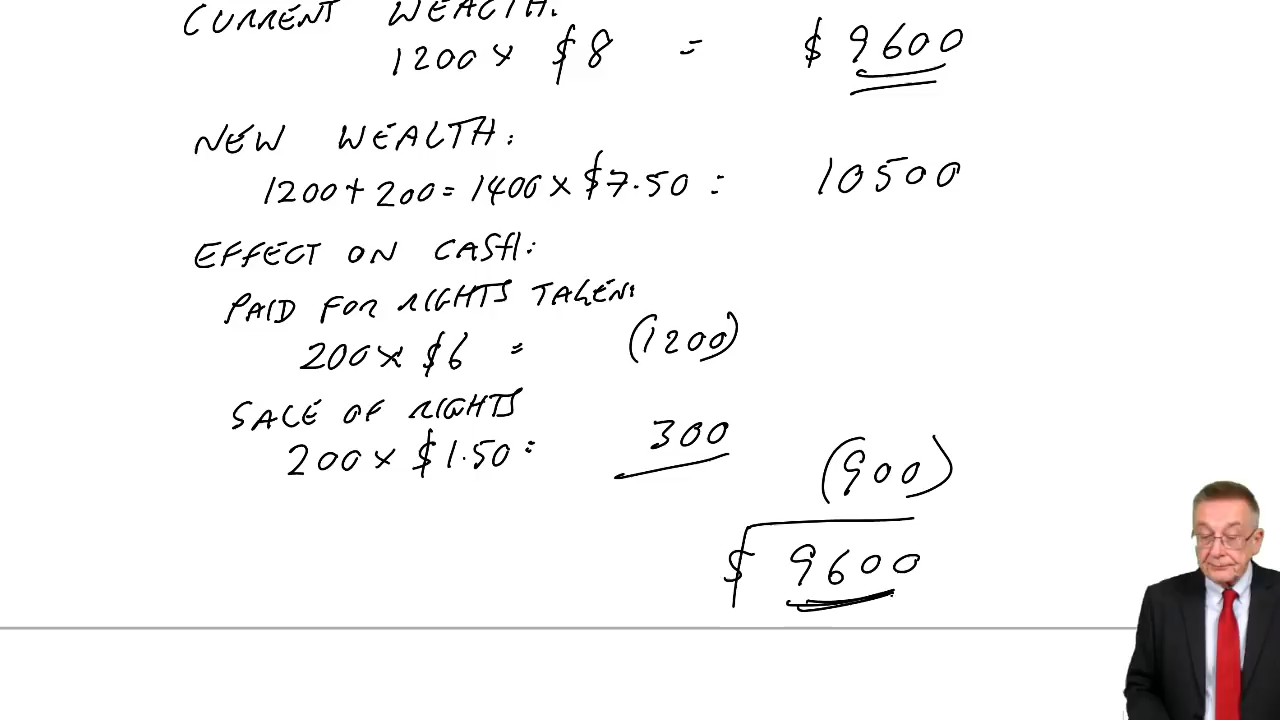 CURRENT WEALTH:
1200 x $8 = $ 9600
NEW WEALTH:
1200 + 200 = 1400 x $7.50 = 10500
EFFECT ON CASH:
PAID FOR RIGHTS TAKEN:
200 x $6 = (1200)
SALE OF RIGHTS
200 x $1.50 = 300 (900)
$ 9600